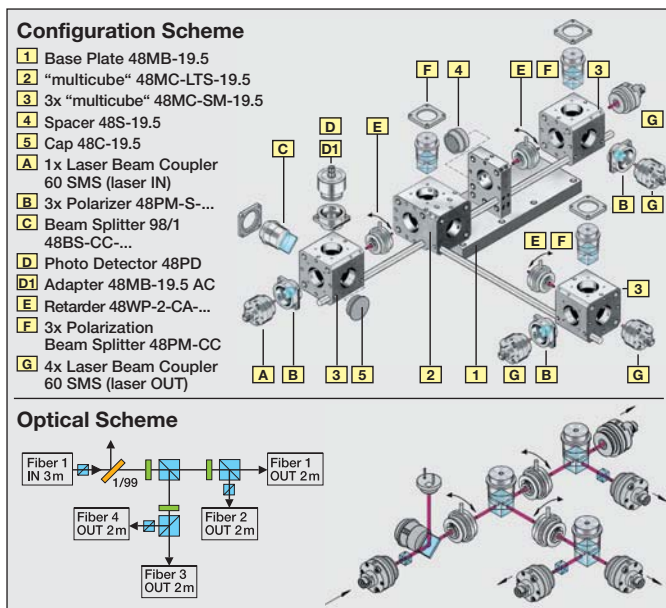 Configuration Scheme
1 Base Plate 48MB-19.5
2 “multicube“ 48MC-LTS-19.5
3 3x “multicube“ 48MC-SM-19.5
4 Spacer 48S-19.5
5 Cap 48C-19.5
A 1x Laser Beam Coupler
60 SMS (laser IN)
B 3x Polarizer 48PM-S-...
C Beam Splitter 98/1
48BS-CC-...
D Photo Detector 48PD
D1 Adapter 48MB-19.5 AC
E Retarder 48WP-2-CA-...
F 3x Polarization
Beam Splitter 48PM-CC
G 4x Laser Beam Coupler
60 SMS (laser OUT)
F 4 E F 3
G
D
D1
E
C
B G
E F
3
A B 3 5 2 G B 1 G
Optical Scheme
Fiber 1
IN 3m
1/99
Fiber 1
OUT 2m
Fiber 4
OUT 2m
Fiber 2
OUT 2m
Fiber 3
OUT 2m